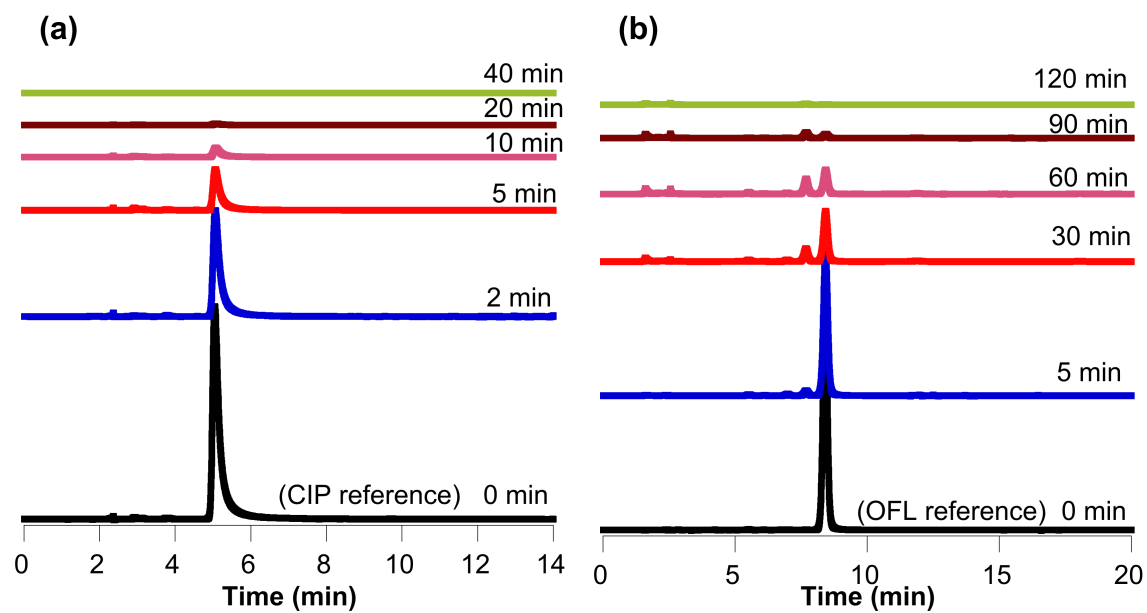 (a)
40 min
20 min
10 min
5 min
2 min
(CIP reference) 0 min
0 2 4 6 8 10 12 14
Time (min)
(b)
120 min
90 min
60 min
30 min
5 min
(OFL reference) 0 min
0 5 10 15 20
Time (min)